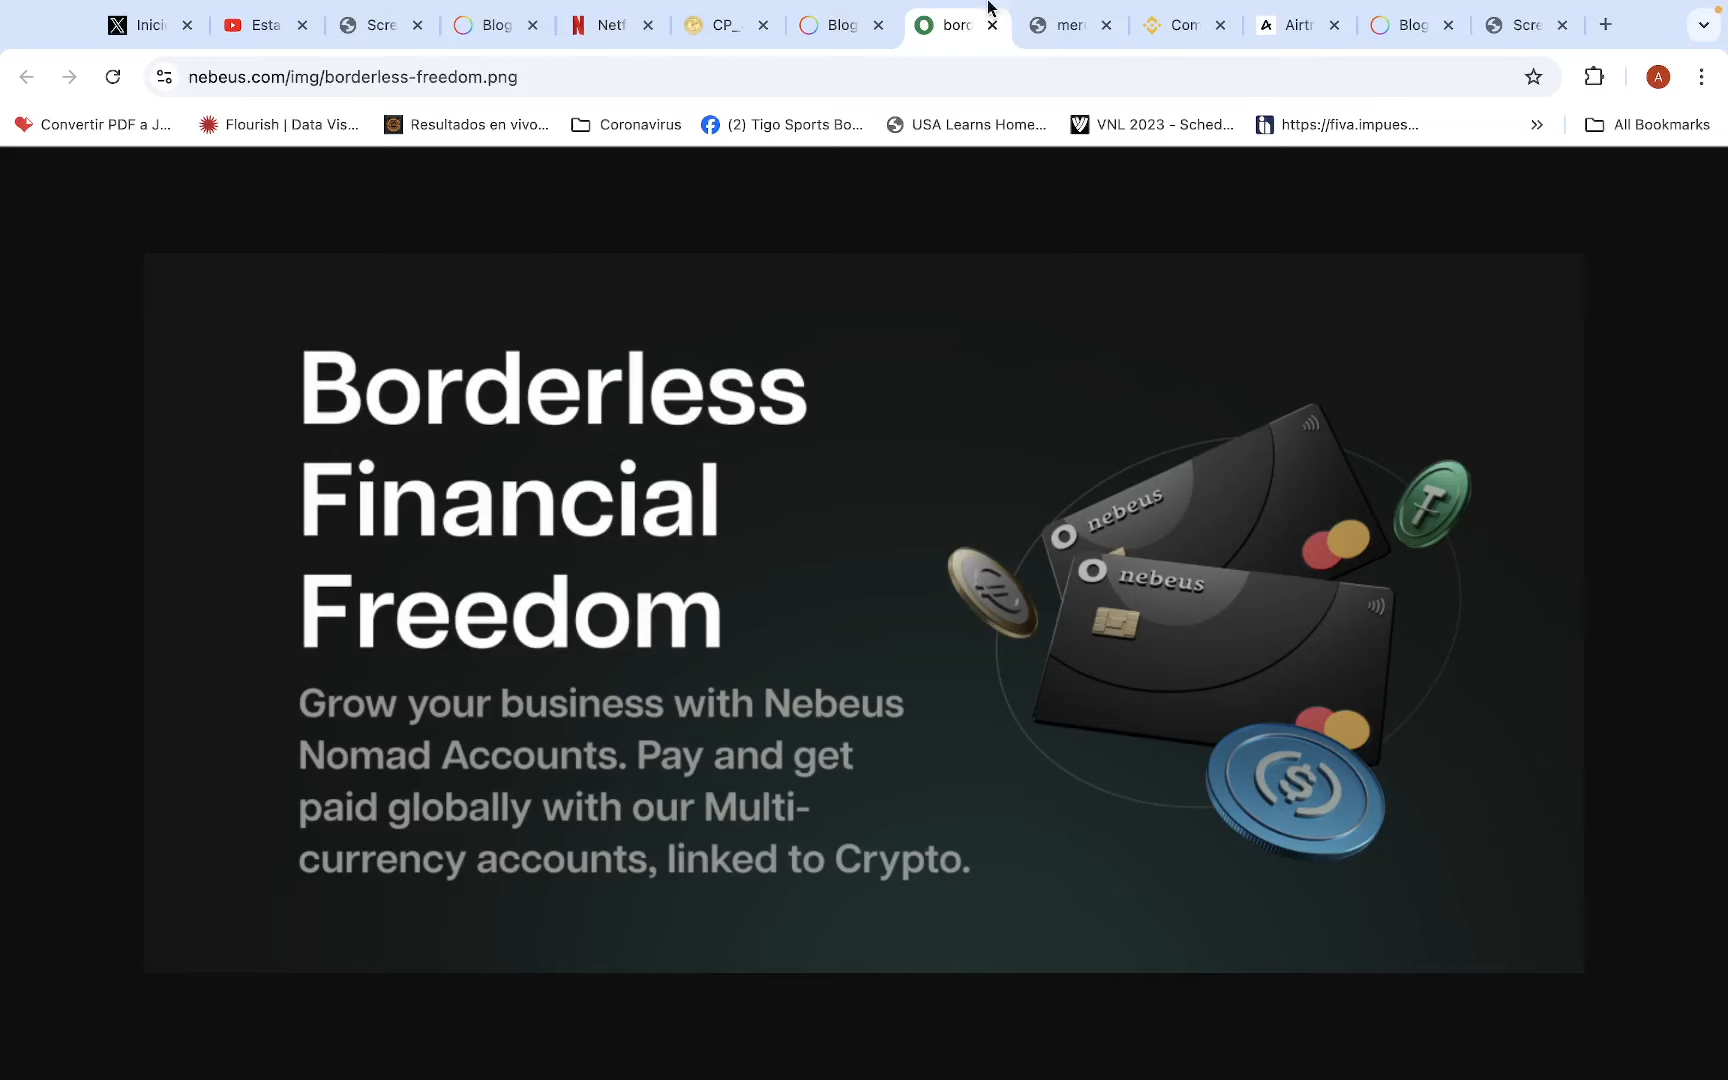 Inici
Esta
Scre
Blog
Netf
CP_
Blog
bord
mer
Com
Airtr
Blog
Scre
nebeus.com/img/borderless-freedom.png
A
Convertir PDF a J...
Flourish | Data Vis...
Resultados en vivo...
Coronavirus
(2) Tigo Sports Bo...
USA Learns Home...
VNL 2023 - Sched...
https://fiva.impues...
All Bookmarks
Borderless
Financial
Freedom
Grow your business with Nebeus
Nomad Accounts. Pay and get
paid globally with our Multi-
currency accounts, linked to Crypto.
nebeus
nebeus